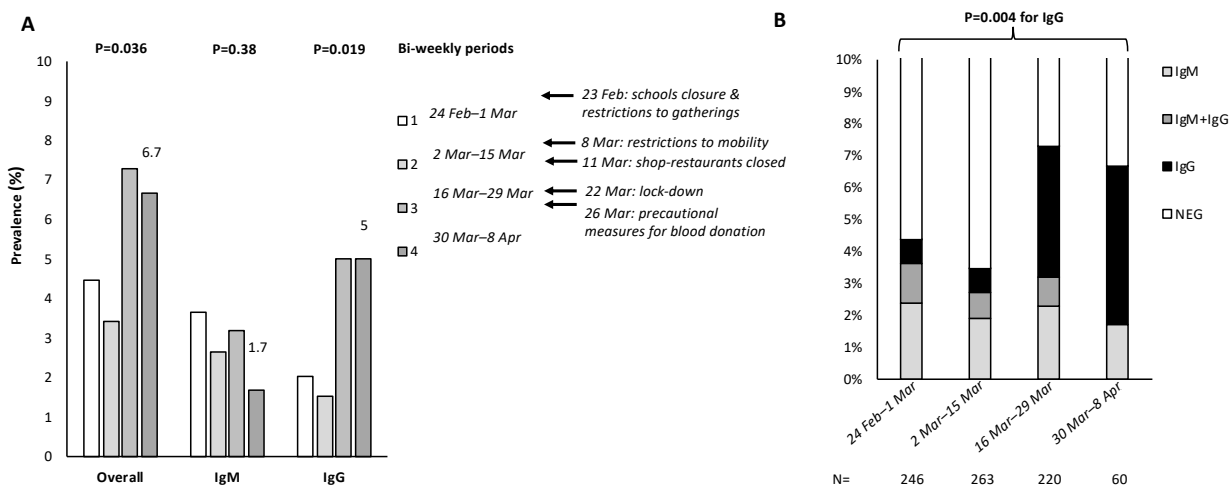 A
P=0.036 P=0.38 P=0.019 Bi-weekly periods
10
9
8
7
6
5
4
3
2
1
0
Prevalence (%)
6.7
1.7
5
Overall IgM IgG
1 24 Feb–1 Mar
2 2 Mar–15 Mar
3 16 Mar–29 Mar
4 30 Mar–8 Apr
23 Feb: schools closure &
restrictions to gatherings
8 Mar: restrictions to mobility
11 Mar: shop-restaurants closed
22 Mar: lock-down
26 Mar: precautional
measures for blood donation
B
P=0.004 for IgG
10%
9%
8%
7%
6%
5%
4%
3%
2%
1%
0%
IgM
IgM+IgG
IgG
NEG
24 Feb–1 Mar
2 Mar–15 Mar
16 Mar–29 Mar
30 Mar–8 Apr
N= 246 263 220 60